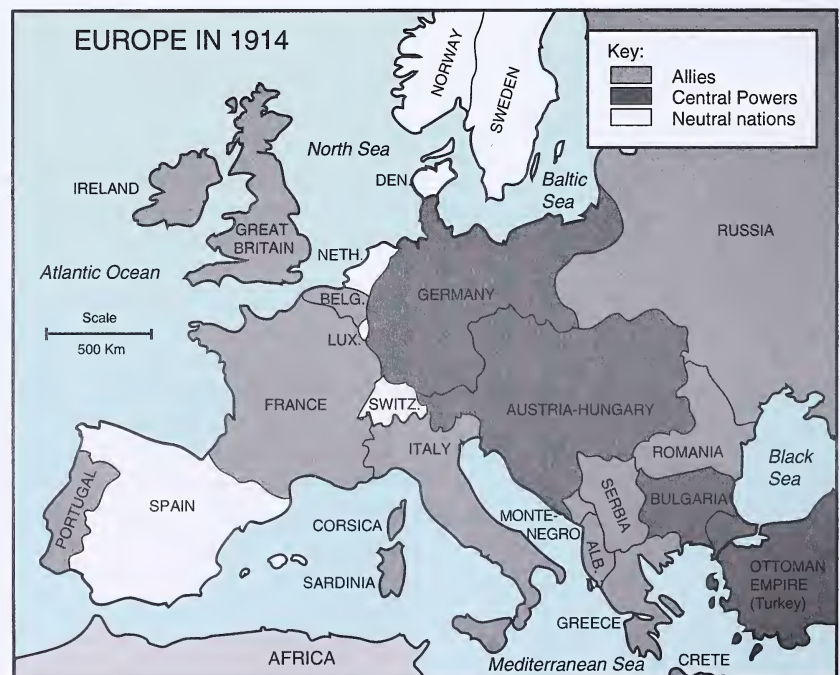 EUROPE IN 1914
Key:
Allies
Central Powers
Neutral nations
NORWAY
SWEDEN
North Sea
DEN.
Baltic
Sea
IRELAND
GREAT
BRITAIN
RUSSIA
NETH.
Atlantic Ocean
BELG.
GERMANY
Scale
500 Km
LUX.
FRANCE
SWITZ.
AUSTRIA-HUNGARY
ITALY
ROMANIA
Black
Sea
PORTUGAL
SPAIN
CORSICA
SARDINIA
MONTE-
NEGRO
SERBIA
BULGARIA
ALB.
OTTOMAN
EMPIRE
(Turkey)
GREECE
AFRICA
Mediterranean Sea
CRETE